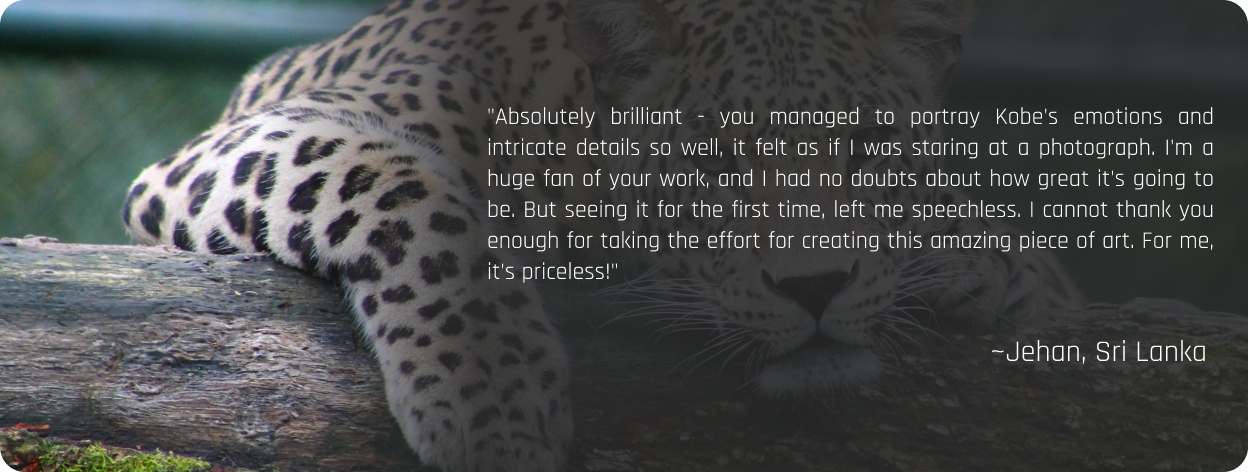 "Absolutely brilliant - you managed to portray Kobe's emotions and
intricate details so well, it felt as if I was staring at a photograph. I'm a
huge fan of your work, and I had no doubts about how great it's going to
be. But seeing it for the first time, left me speechless. I cannot thank you
enough for taking the effort for creating this amazing piece of art. For me,
it's priceless!"
~Jehan, Sri Lanka